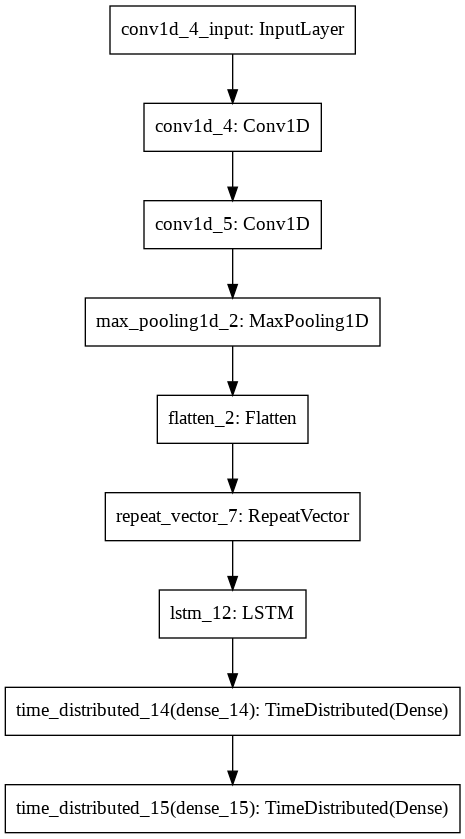 conv1d_4_input: InputLayer
conv1d_4: Conv1D
conv1d_5: Conv1D
max_pooling1d_2: MaxPooling1D
flatten_2: Flatten
repeat_vector_7: RepeatVector
lstm_12: LSTM
time_distributed_14(dense_14): TimeDistributed(Dense)
time_distributed_15(dense_15): TimeDistributed(Dense)